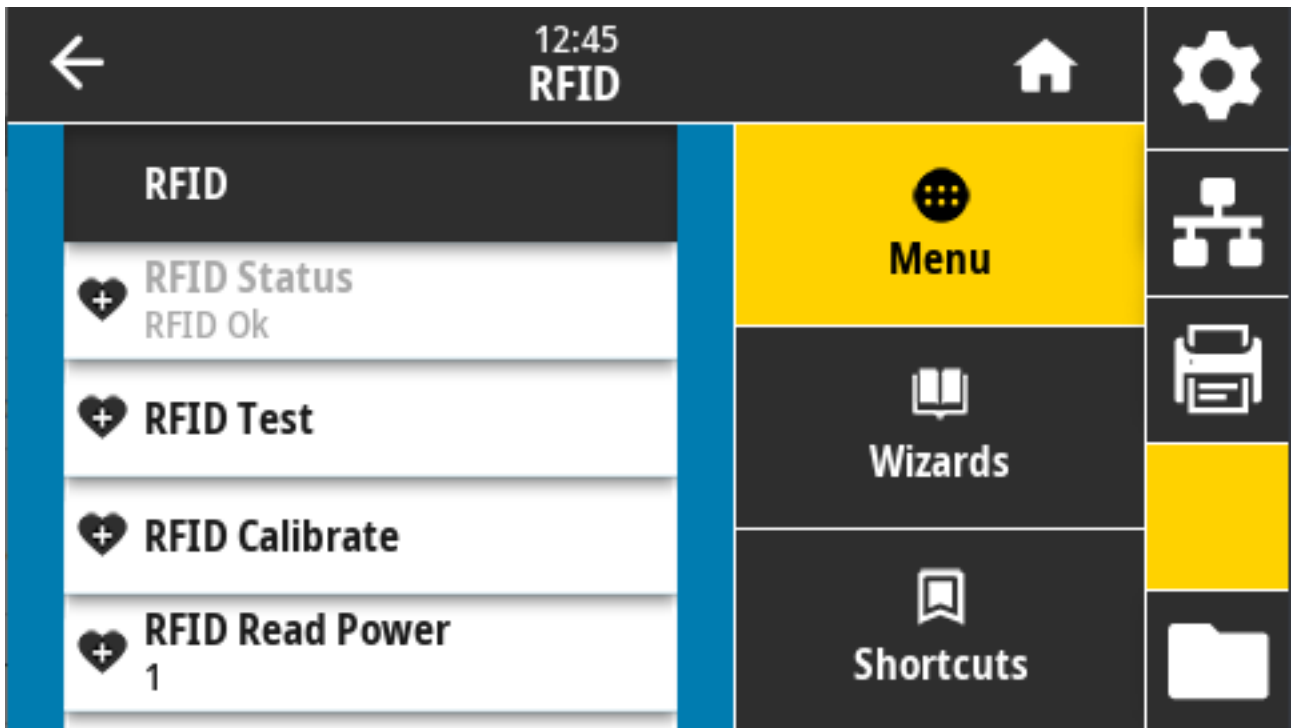 12:45
RFID
RFID
RFID Status
RFID Ok
RFID Test
RFID Calibrate
RFID Read Power
1
Menu
Wizards
Shortcuts